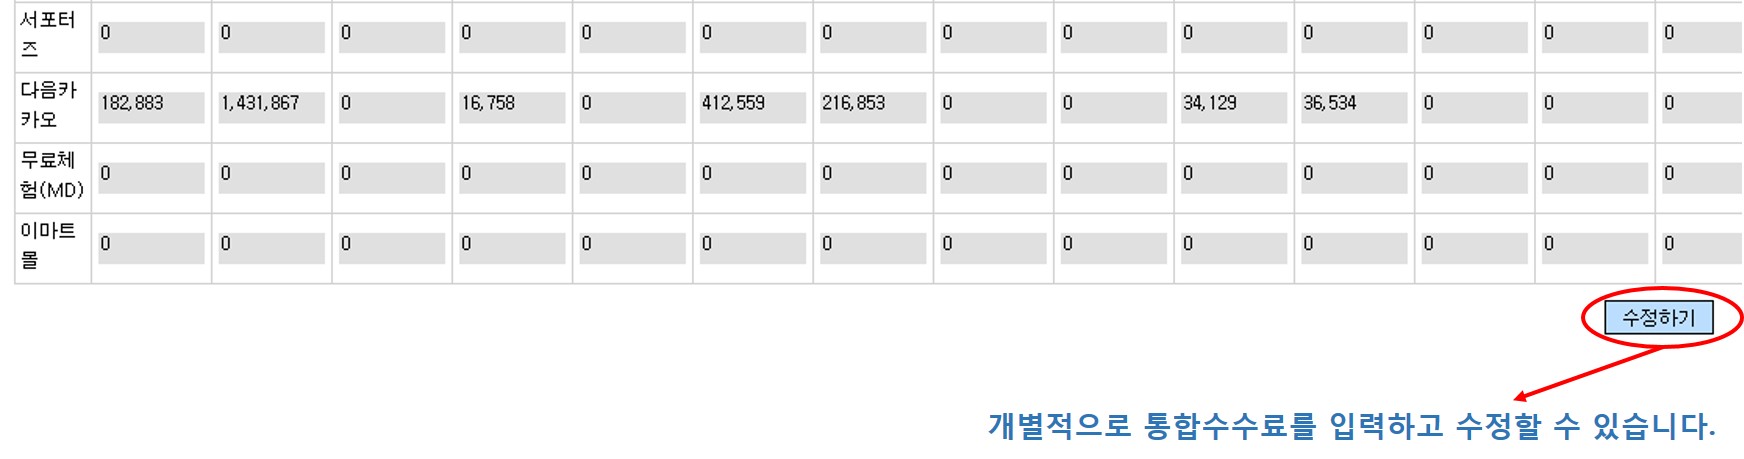 서포터
즈 0 0 0 0 0 0 0 0 0 0 0 0 0 0
다음카
카오 182,883 1,431,867 0 16,758 0 412,559 216,853 0 0 34,129 36,534 0 0 0
무료체
험(MD) 0 0 0 0 0 0 0 0 0 0 0 0 0 0
이마트
몰 0 0 0 0 0 0 0 0 0 0 0 0 0 0
수정하기
개별적으로 통합수수료를 입력하고 수정할 수 있습니다.